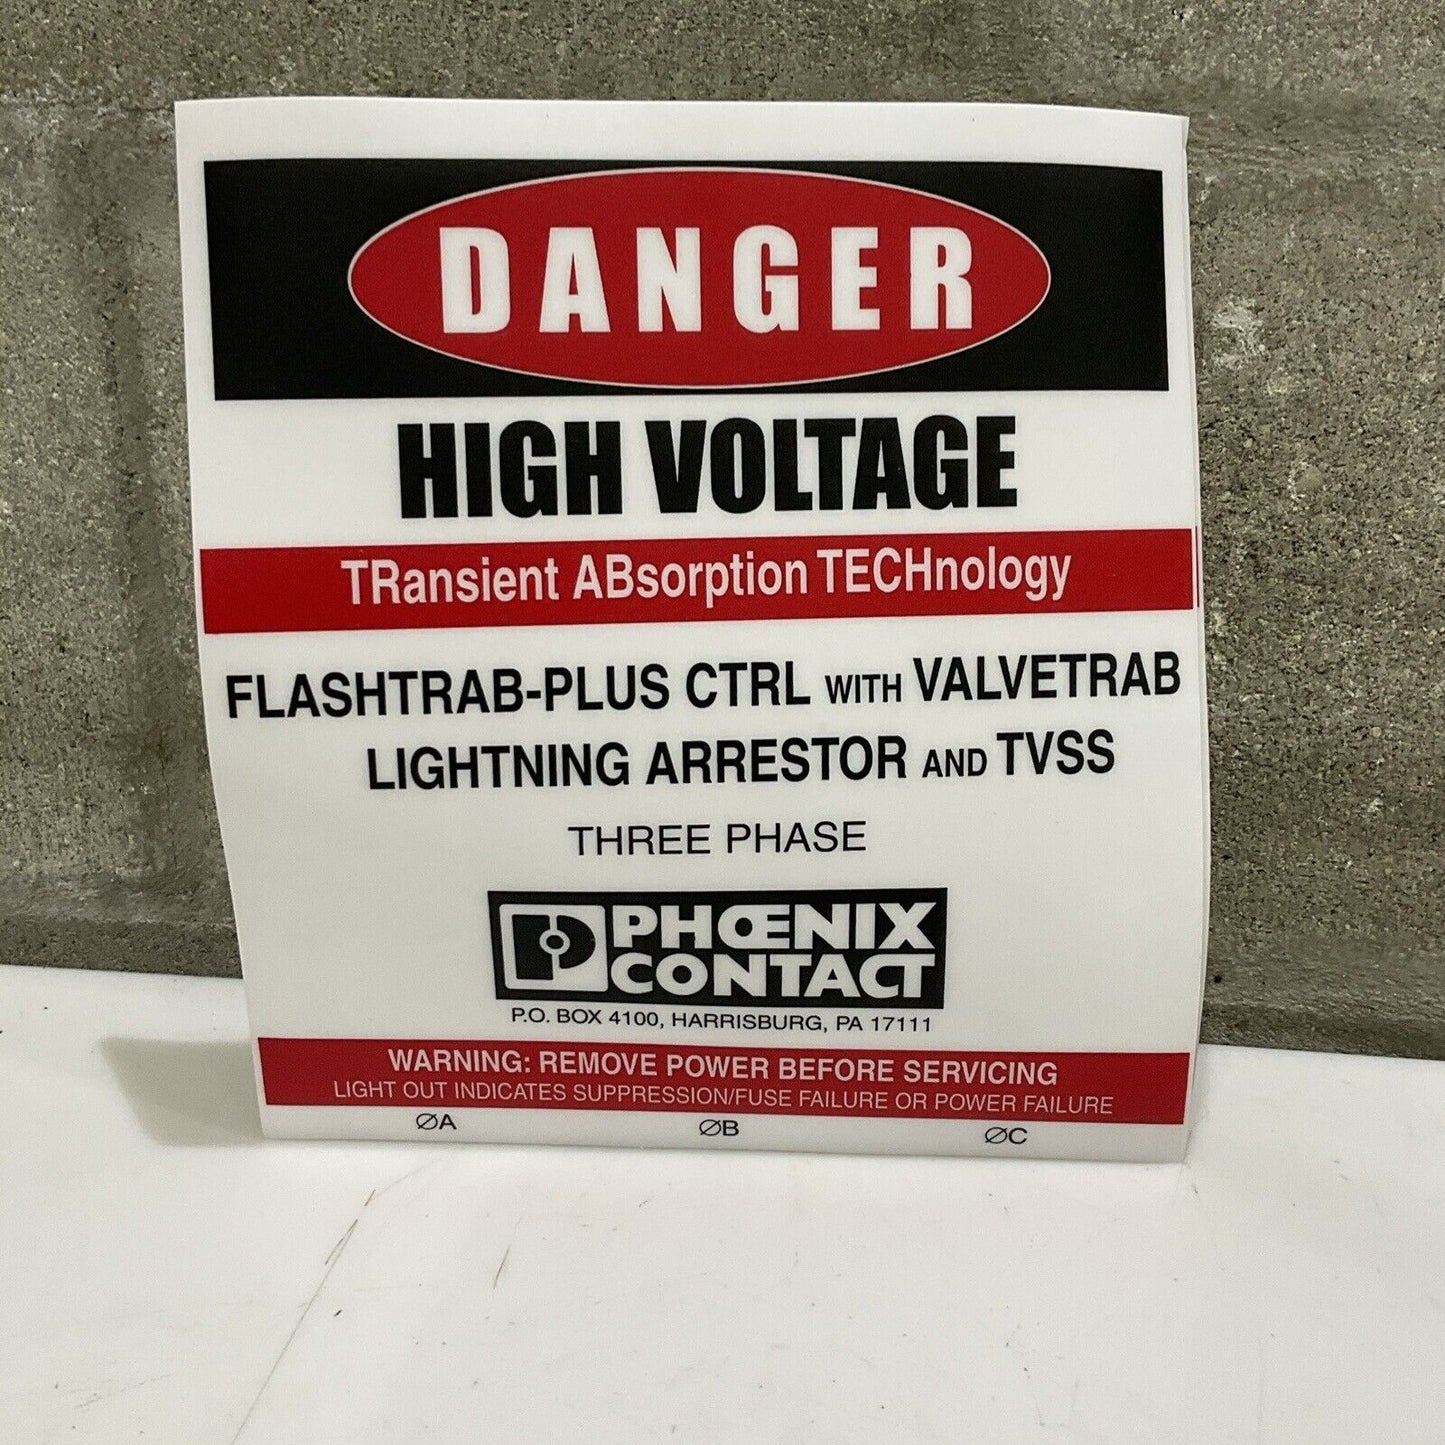 DANGER
HIGH VOLTAGE
TRansient ABsorption TECHnology
FLASHTRAB-PLUS CTRL WITH VALVETRAB
LIGHTNING ARRESTOR AND TVSS
THREE PHASE
PHŒNIX
CONTACT
P.O. BOX 4100, HARRISBURG, PA 17111
WARNING: REMOVE POWER BEFORE SERVICING
LIGHT OUT INDICATES SUPPRESSION/FUSE FAILURE OR POWER FAILURE
ØA ØB ØC